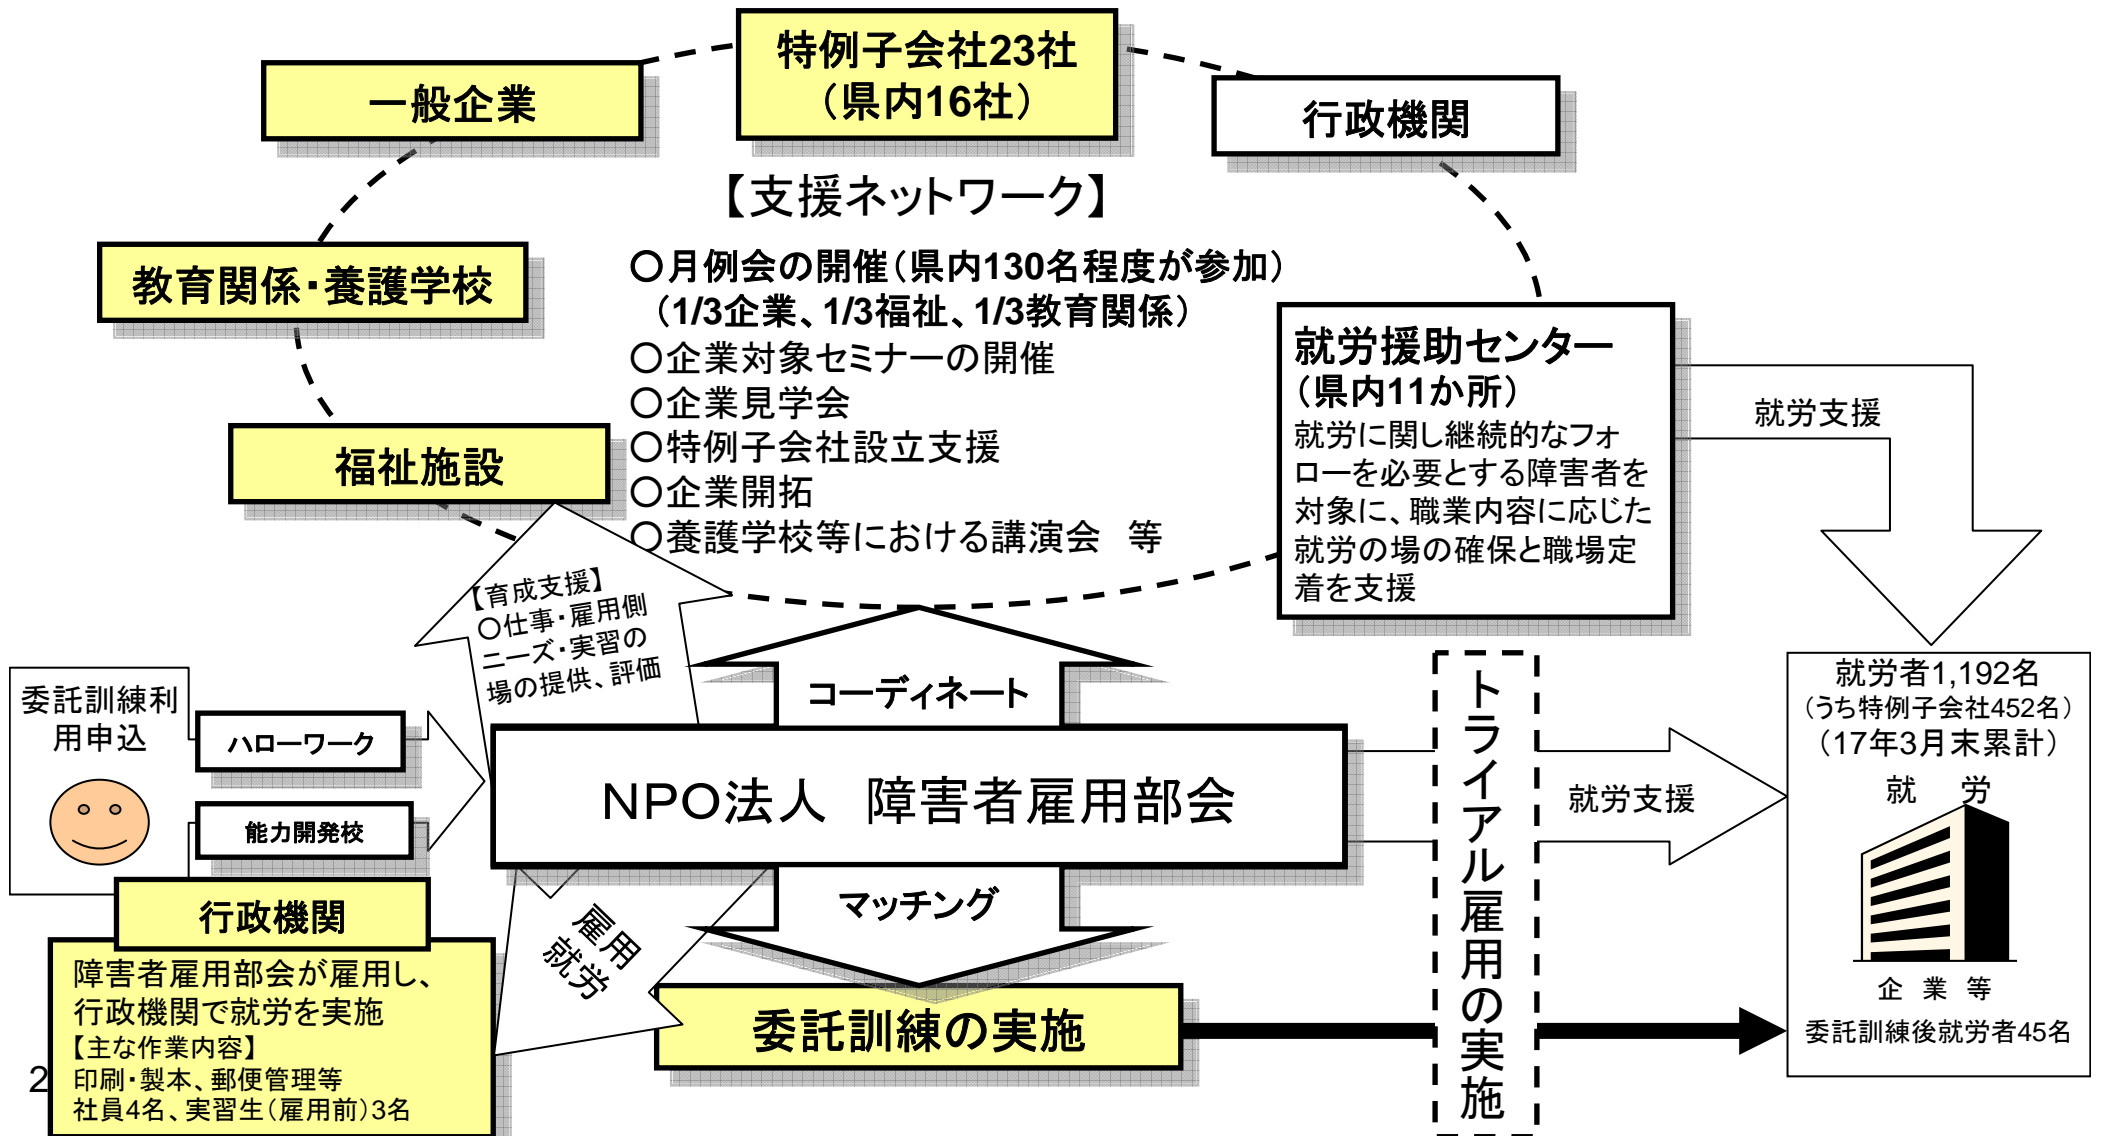 特例子会社23社
（県内16社）
一般企業
行政機関
【支援ネットワーク】
教育関係・養護学校
○月例会の開催（県内130名程度が参加）
（1/3企業、1/3福祉、1/3教育関係）
○企業対象セミナーの開催
○企業見学会
○特例子会社設立支援
○企業開拓
○養護学校等における講演会　等
福祉施設
就労援助センター
（県内11か所）
就労に関し継続的なフォ
ローを必要とする障害者を
対象に、職業内容に応じた
就労の場の確保と職場定
着を支援
就労支援
【育成支援】
○仕事・雇用側
ニーズ・実習の
場の提供、評価
コーディネート
委託訓練利
用申込
ハローワーク
能力開発校
NPO法人　障害者雇用部会
トライアル雇用の実施
就労支援
就労者1,192名
（うち特例子会社452名）
（17年3月末累計）
就　労
企　業　等
委託訓練後就労者45名
マッチング
雇用
就労
委託訓練の実施
行政機関
障害者雇用部会が雇用し、
行政機関で就労を実施
【主な作業内容】
印刷・製本、郵便管理等
社員4名、実習生（雇用前）3名
2